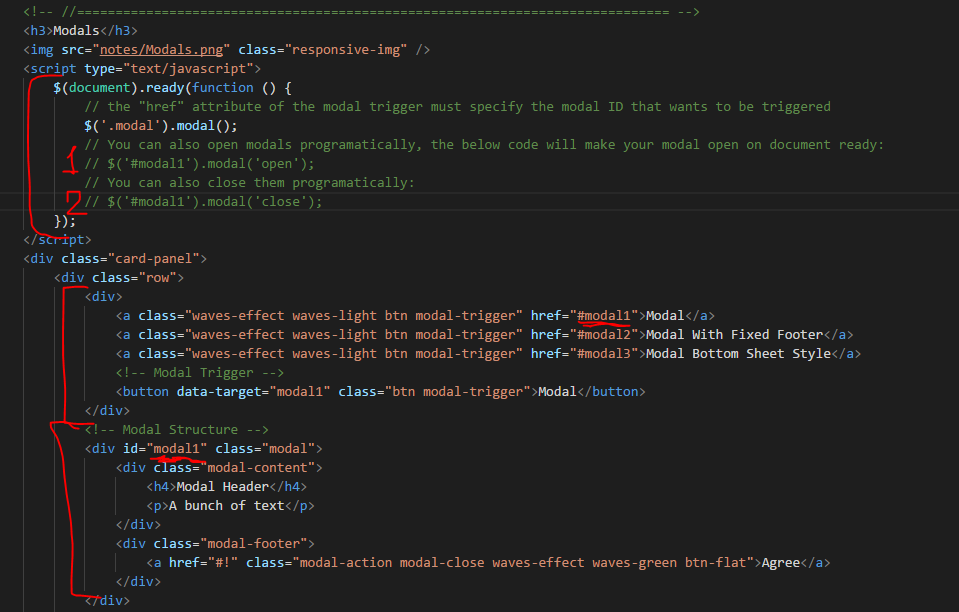 <!-- //============================================================================= -->
<h3>Modals</h3>
<img src="notes/Modals.png" class="responsive-img" />
<script type="text/javascript">
$(document).ready(function () {
// the "href" attribute of the modal trigger must specify the modal ID that wants to be triggered
$('.modal').modal();
// You can also open modals programatically, the below code will make your modal open on document ready:
1 // $('#modal1').modal('open');
// You can also close them programatically:
2 // $('#modal1').modal('close');
});
</script>
<div class="card-panel">
<div class="row">
<div>
<a class="waves-effect waves-light btn modal-trigger" href="#modal1">Modal</a>
<a class="waves-effect waves-light btn modal-trigger" href="#modal2">Modal With Fixed Footer</a>
<a class="waves-effect waves-light btn modal-trigger" href="#modal3">Modal Bottom Sheet Style</a>
<!-- Modal Trigger -->
<button data-target="modal1" class="btn modal-trigger">Modal</button>
</div>
<!-- Modal Structure -->
<div id="modal1" class="modal">
<div class="modal-content">
<h4>Modal Header</h4>
<p>A bunch of text</p>
</div>
<div class="modal-footer">
<a href="#!" class="modal-action modal-close waves-effect waves-green btn-flat">Agree</a>
</div>
</div>